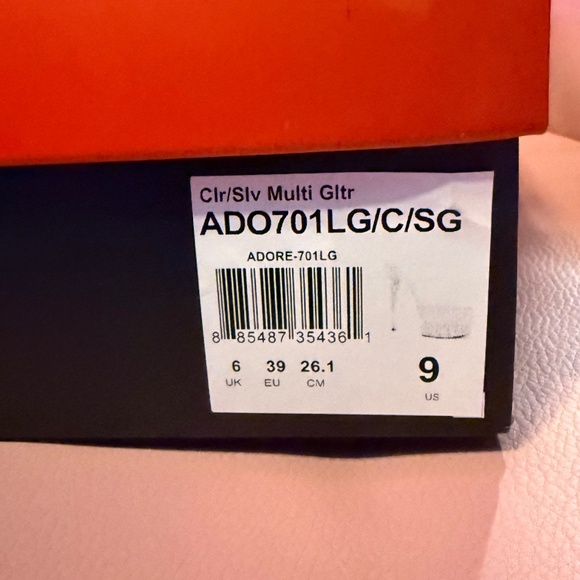 Clr/Slv Multi Gltr
ADO701LG/C/SG
ADORE-701LG
8 85487 35436 1
6 39 26.1 9
UK EU CM US